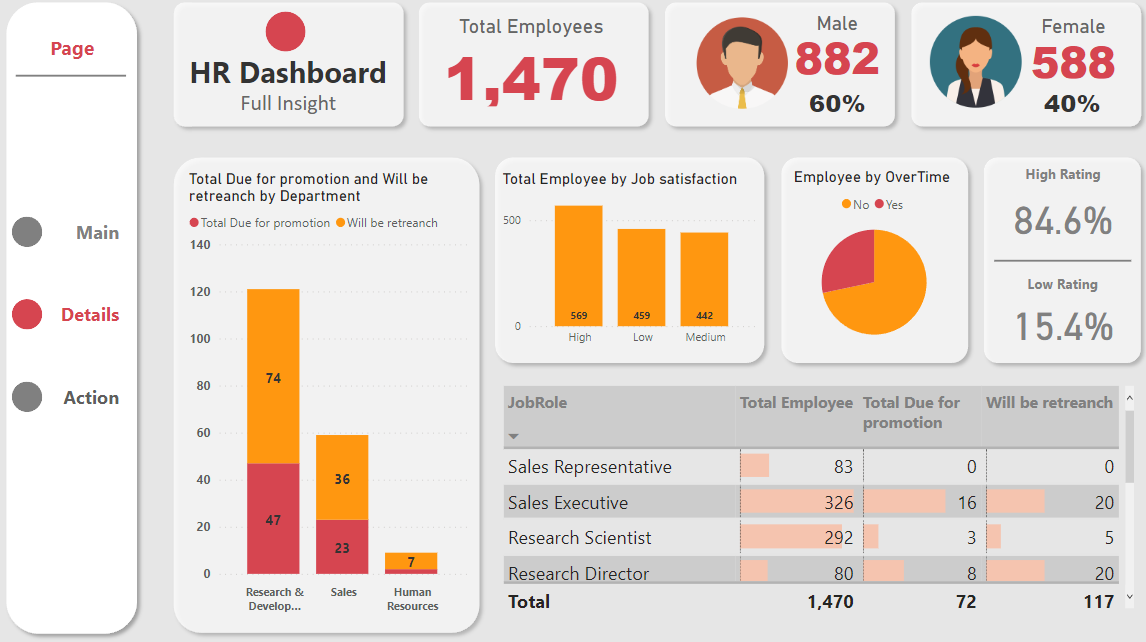 Page
Main
Details
Action
HR Dashboard
Full Insight
Total Employees
1,470
Male
882
60%
Female
588
40%
Total Due for promotion and Will be
retreanch by Department
Total Due for promotion Will be retreanch
140
120
100
80
60
40
20
0
74
47
36
23
7
Research &
Develop...
Sales
Human
Resources
Total Employee by Job satisfaction
500
0
569
459
442
High
Low
Medium
Employee by OverTime
No Yes
High Rating
84.6%
Low Rating
15.4%
JobRole Total Employee Total Due for Will be retreanch
promotion
Sales Representative 83 0 0
Sales Executive 326 16 20
Research Scientist 292 3 5
Research Director 80 8 20
Total 1,470 72 117